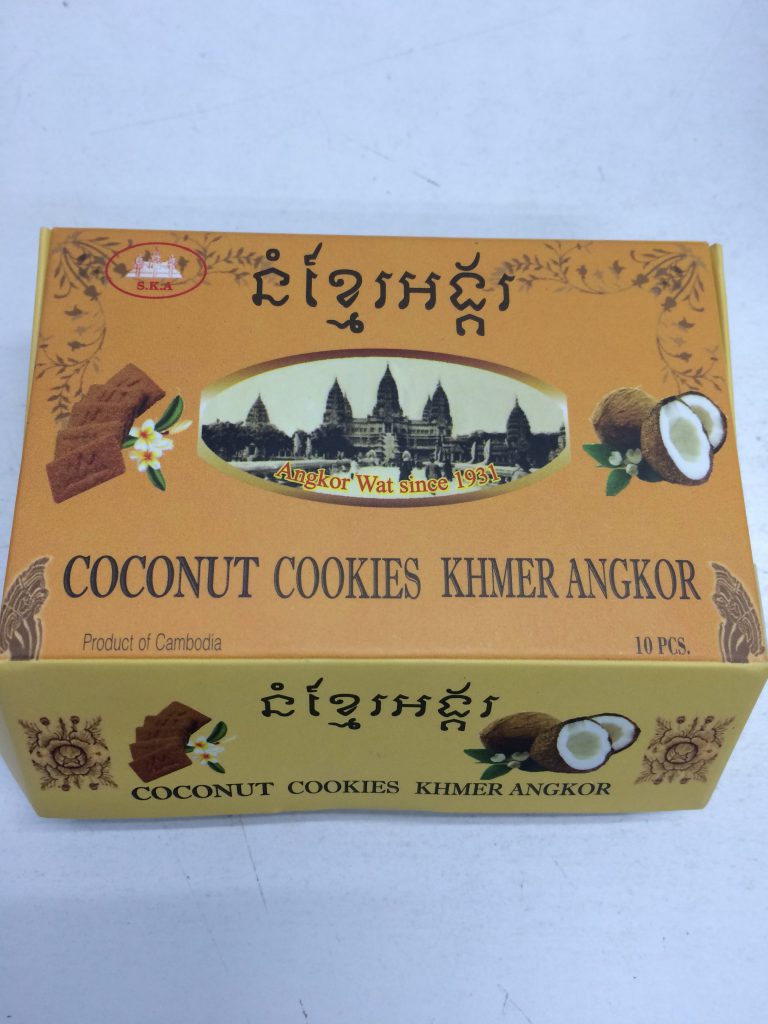 S.K.A
នំខ្មែរអង្គរ
Angkor Wat since 1931
COCONUT COOKIES KHMER ANGKOR
Product of Cambodia
10 PCS.
នំខ្មែរអង្គរ
COCONUT COOKIES KHMER ANGKOR